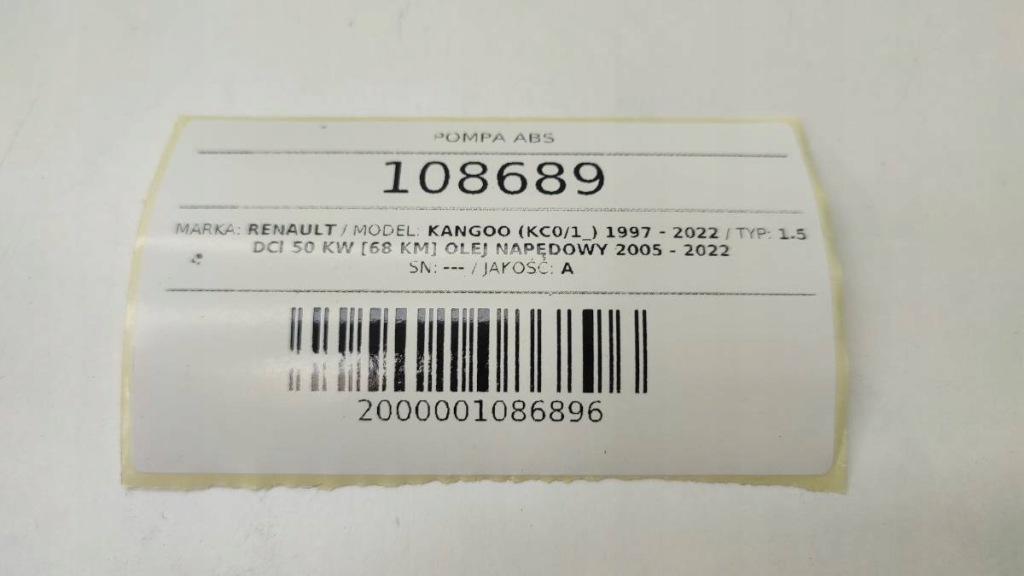 POMPA ABS
108689
MARKA: RENAULT / MODEL: KANGOO (KC0/1_) 1997 - 2022 / TYP: 1.5
DCI 50 KW [68 KM] OLEJ NAPĘDOWY 2005 - 2022
SN: --- / JAKOŚĆ: A
2000001086896